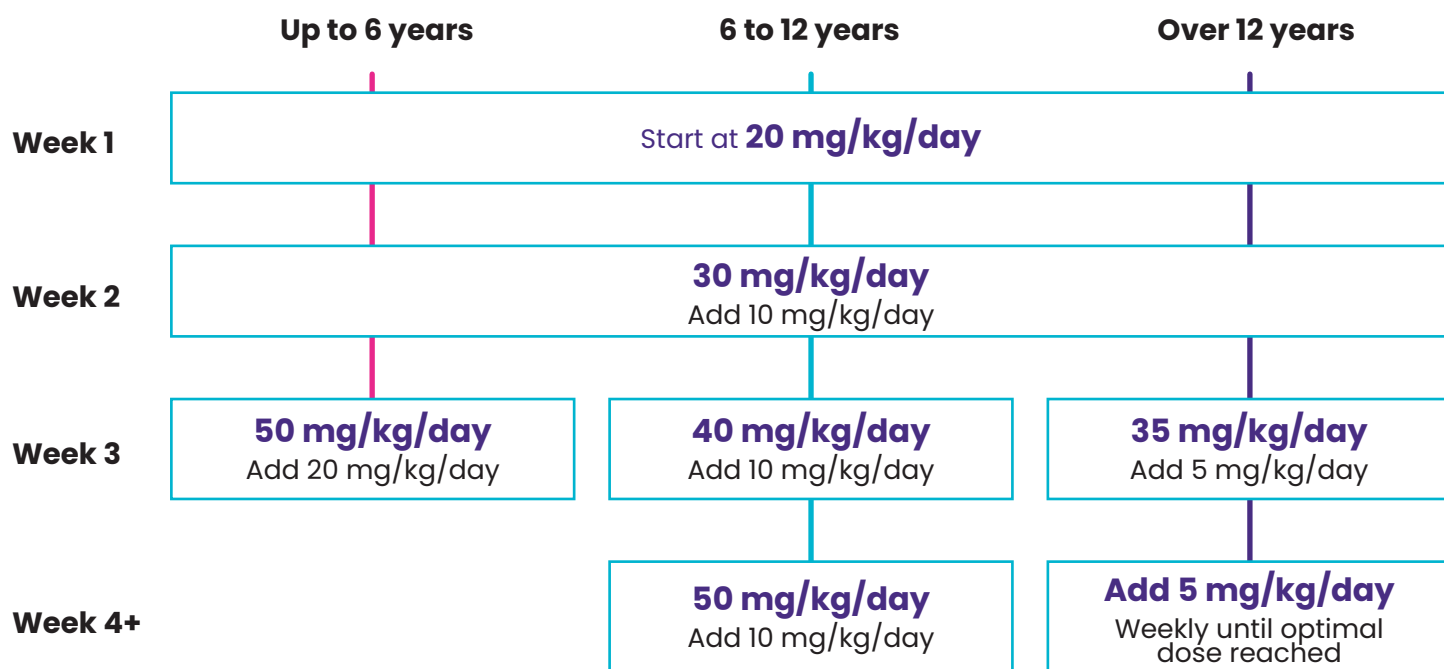 Up to 6 years
6 to 12 years
Over 12 years
Week 1
Start at 20 mg/kg/day
Week 2
30 mg/kg/day
Add 10 mg/kg/day
Week 3
50 mg/kg/day
Add 20 mg/kg/day
40 mg/kg/day
Add 10 mg/kg/day
35 mg/kg/day
Add 5 mg/kg/day
Week 4+
50 mg/kg/day
Add 10 mg/kg/day
Add 5 mg/kg/day
Weekly until optimal
dose reached